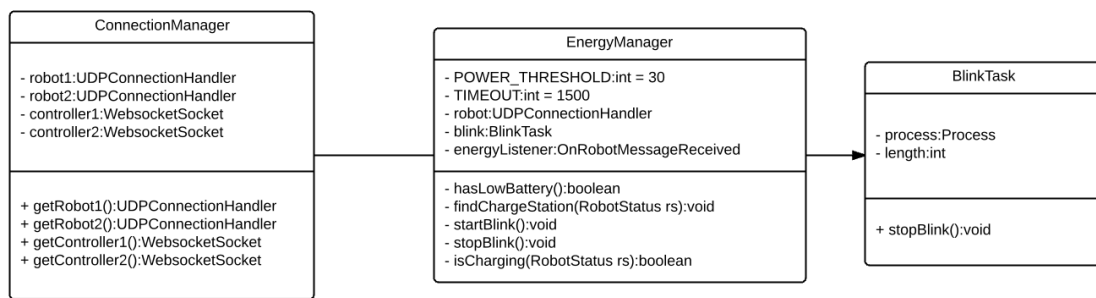 ConnectionManager
- robot1:UDPConnectionHandler
- robot2:UDPConnectionHandler
- controller1:WebsocketSocket
- controller2:WebsocketSocket
+ getRobot1():UDPConnectionHandler
+ getRobot2():UDPConnectionHandler
+ getController1():WebsocketSocket
+ getController2():WebsocketSocket
EnergyManager
- POWER_THRESHOLD:int = 30
- TIMEOUT:int = 1500
- robot:UDPConnectionHandler
- blink:BlinkTask
- energyListener:OnRobotMessageReceived
- hasLowBattery():boolean
- findChargeStation(RobotStatus rs):void
- startBlink():void
- stopBlink():void
- isCharging(RobotStatus rs):boolean
BlinkTask
- process:Process
- length:int
+ stopBlink():void